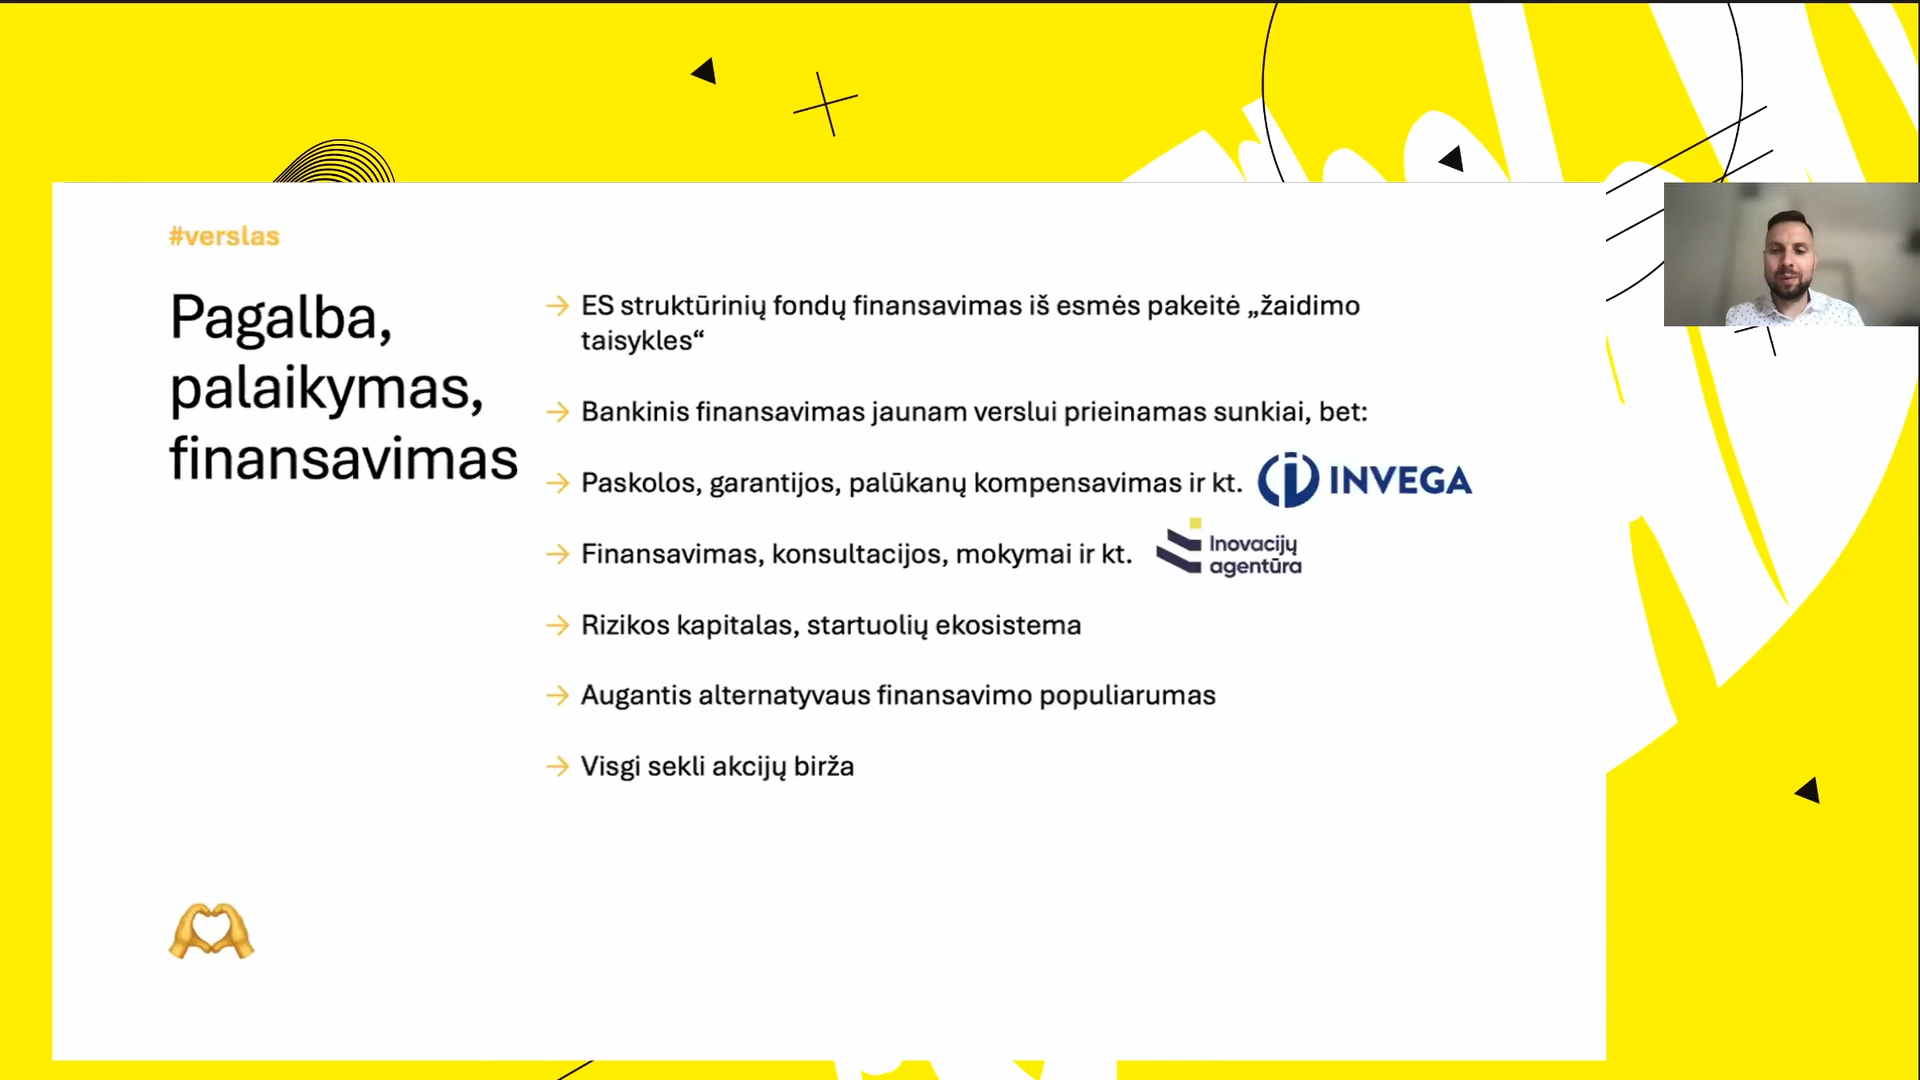 #verslas
Pagalba,
palaikymas,
finansavimas
→ ES struktūrinių fondų finansavimas iš esmės pakeitė „žaidimo
taisykles“
→ Bankinis finansavimas jaunam verslui prieinamas sunkiai, bet:
→ Paskolos, garantijos, palūkanų kompensavimas ir kt.
INVEGA
→ Finansavimas, konsultacijos, mokymai ir kt.
Inovacijų
agentūra
→ Rizikos kapitalas, startuolių ekosistema
→ Augantis alternatyvaus finansavimo populiarumas
→ Visgi sekli akcijų birža